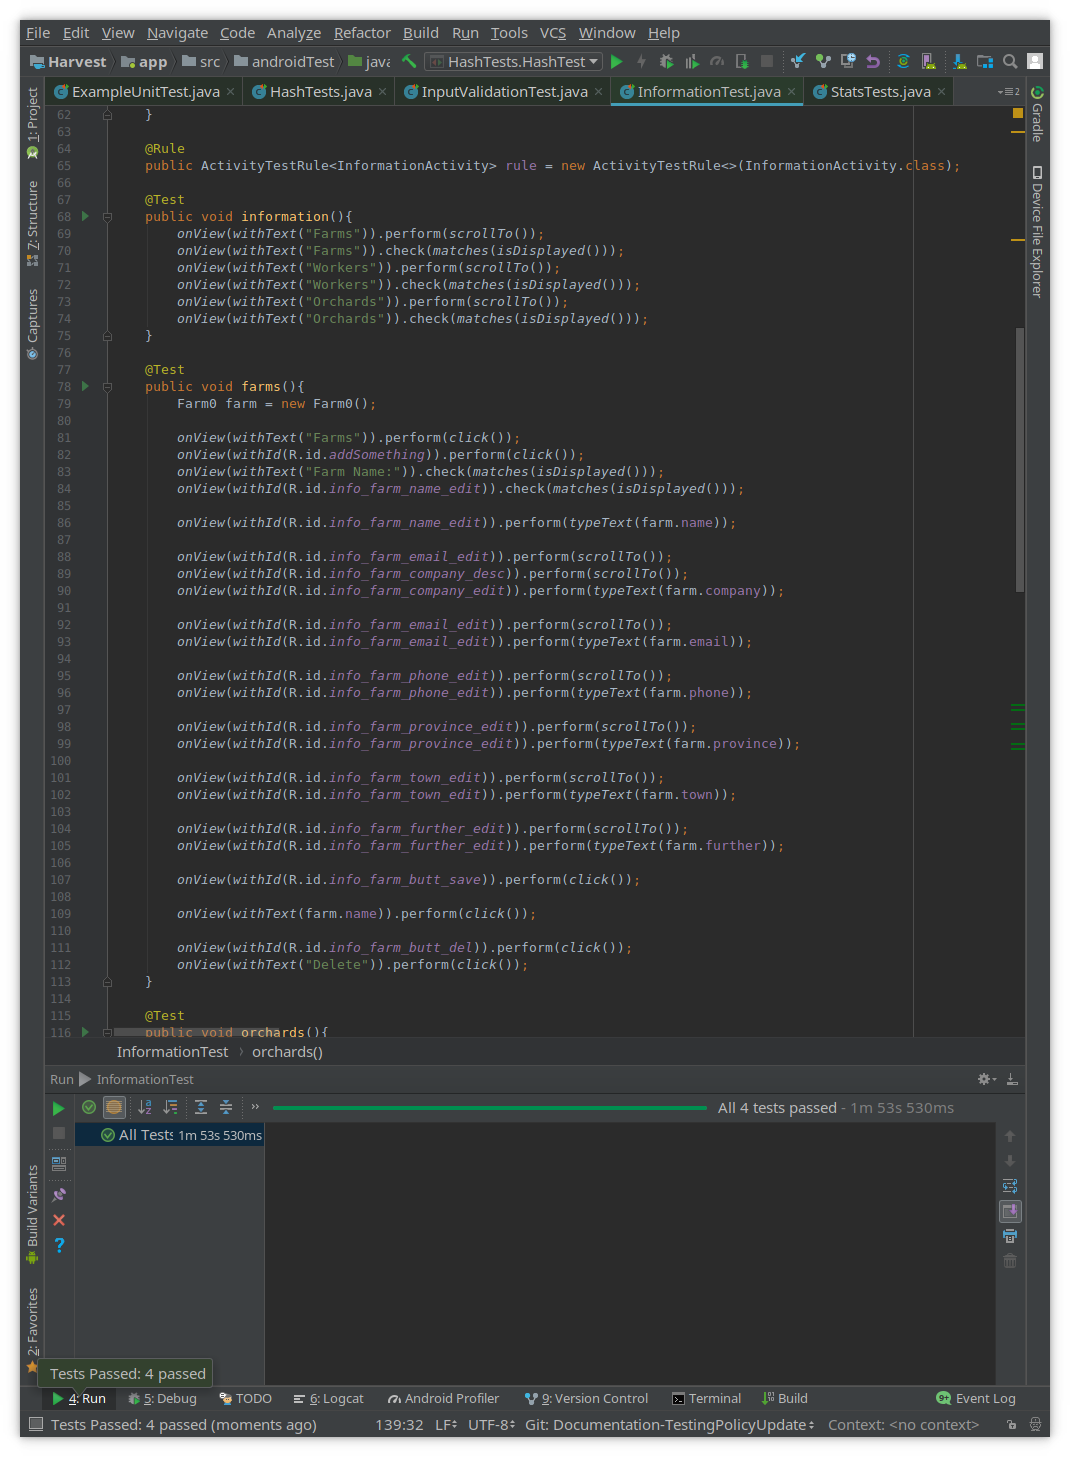 File Edit View Navigate Code Analyze Refactor Build Run Tools VCS Window Help
Harvest app src androidTest java HashTests.HashTest
ExampleUnitTest.java HashTests.java InputValidationTest.java InformationTest.java StatsTests.java 2
1: Project
7: Structure
Captures
Build Variants
2: Favorites
Gradle
Device File Explorer
62 }
63
64 @Rule
65 public ActivityTestRule<InformationActivity> rule = new ActivityTestRule<>(InformationActivity.class);
66
67 @Test
68 public void information(){
69 onView(withText("Farms")).perform(scrollTo());
70 onView(withText("Farms")).check(matches(isDisplayed()));
71 onView(withText("Workers")).perform(scrollTo());
72 onView(withText("Workers")).check(matches(isDisplayed()));
73 onView(withText("Orchards")).perform(scrollTo());
74 onView(withText("Orchards")).check(matches(isDisplayed()));
75 }
76
77 @Test
78 public void farms(){
79 Farm0 farm = new Farm0();
80
81 onView(withText("Farms")).perform(click());
82 onView(withId(R.id.addSomething)).perform(click());
83 onView(withText("Farm Name:")).check(matches(isDisplayed()));
84 onView(withId(R.id.info_farm_name_edit)).check(matches(isDisplayed()));
85
86 onView(withId(R.id.info_farm_name_edit)).perform(typeText(farm.name));
87
88 onView(withId(R.id.info_farm_email_edit)).perform(scrollTo());
89 onView(withId(R.id.info_farm_company_desc)).perform(scrollTo());
90 onView(withId(R.id.info_farm_company_edit)).perform(typeText(farm.company));
91
92 onView(withId(R.id.info_farm_email_edit)).perform(scrollTo());
93 onView(withId(R.id.info_farm_email_edit)).perform(typeText(farm.email));
94
95 onView(withId(R.id.info_farm_phone_edit)).perform(scrollTo());
96 onView(withId(R.id.info_farm_phone_edit)).perform(typeText(farm.phone));
97
98 onView(withId(R.id.info_farm_province_edit)).perform(scrollTo());
99 onView(withId(R.id.info_farm_province_edit)).perform(typeText(farm.province));
100
101 onView(withId(R.id.info_farm_town_edit)).perform(scrollTo());
102 onView(withId(R.id.info_farm_town_edit)).perform(typeText(farm.town));
103
104 onView(withId(R.id.info_farm_further_edit)).perform(scrollTo());
105 onView(withId(R.id.info_farm_further_edit)).perform(typeText(farm.further));
106
107 onView(withId(R.id.info_farm_butt_save)).perform(click());
108
109 onView(withText(farm.name)).perform(click());
110
111 onView(withId(R.id.info_farm_butt_del)).perform(click());
112 onView(withText("Delete")).perform(click());
113 }
114
115 @Test
116 public void orchards(){
InformationTest › orchards()
Run InformationTest
All 4 tests passed - 1m 53s 530ms
All Tests 1m 53s 530ms
Tests Passed: 4 passed
4: Run 5: Debug TODO 6: Logcat Android Profiler 9: Version Control Terminal Build Event Log
Tests Passed: 4 passed (moments ago) 139:32 LF UTF-8 Git: Documentation-TestingPolicyUpdate Context: <no context>